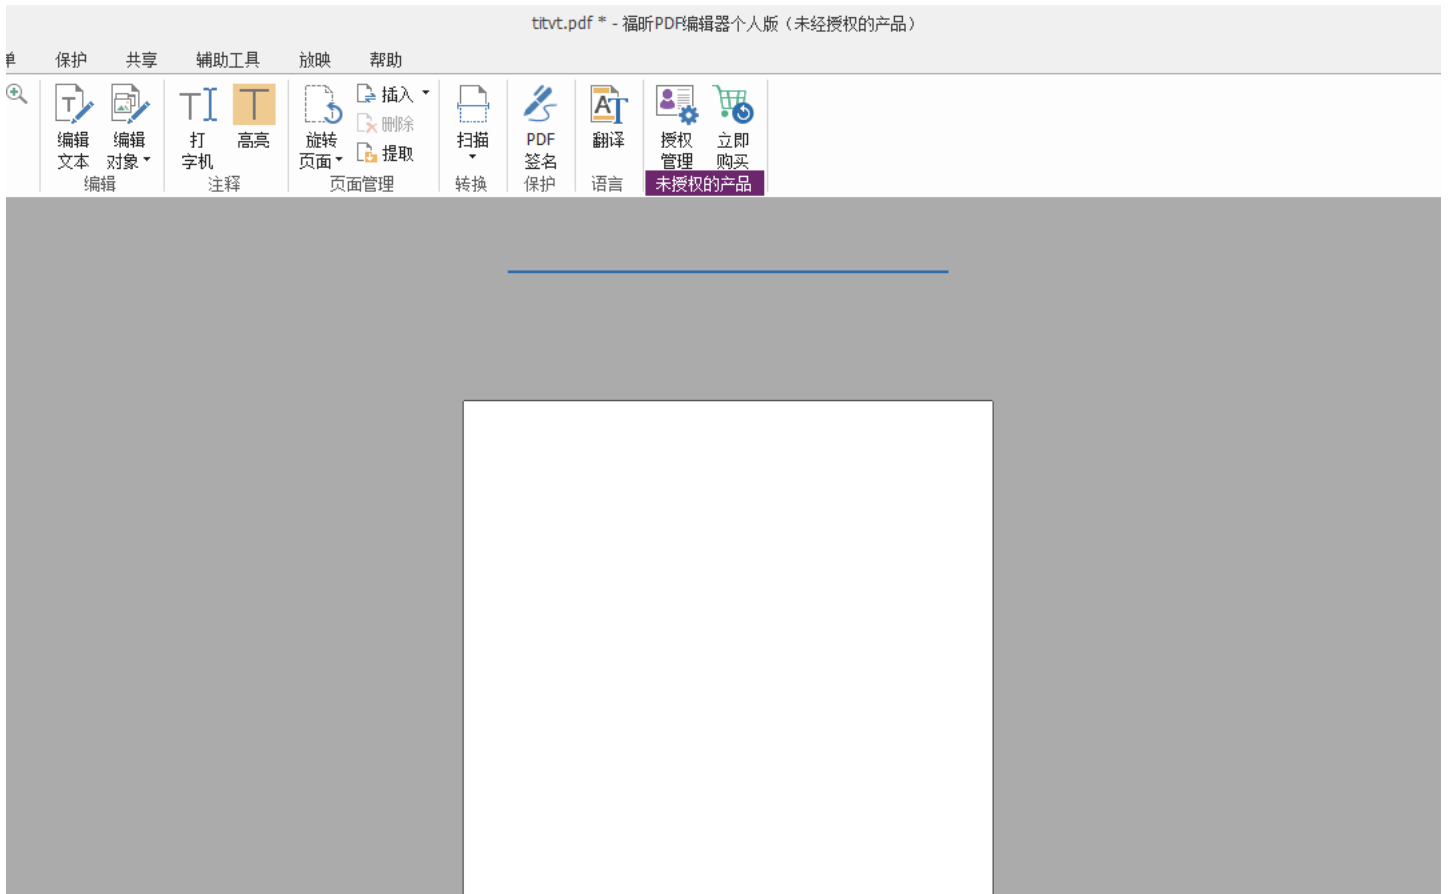 titvt.pdf * - 福昕PDF编辑器个人版（未经授权的产品）
单 保护 共享 辅助工具 放映 帮助
编辑文本
编辑对象
编辑
打字机
高亮
注释
旋转页面
插入
删除
提取
页面管理
扫描
转换
PDF签名
保护
翻译
语言
授权管理
立即购买
未授权的产品